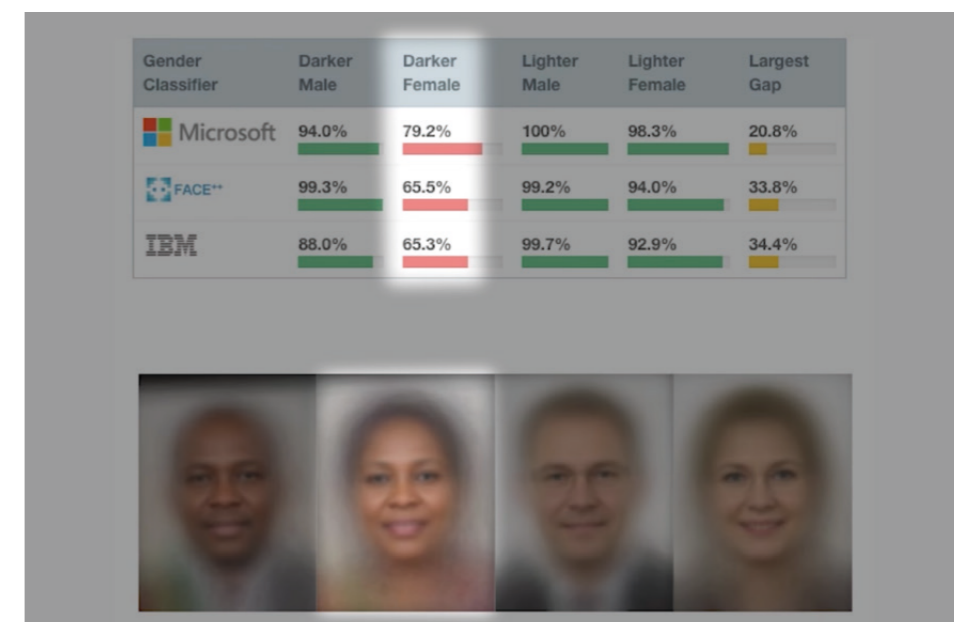 Gender Classifier Darker Male Darker Female Lighter Male Lighter Female Largest Gap
Microsoft 94.0% 79.2% 100% 98.3% 20.8%
FACE++ 99.3% 65.5% 99.2% 94.0% 33.8%
IBM 88.0% 65.3% 99.7% 92.9% 34.4%